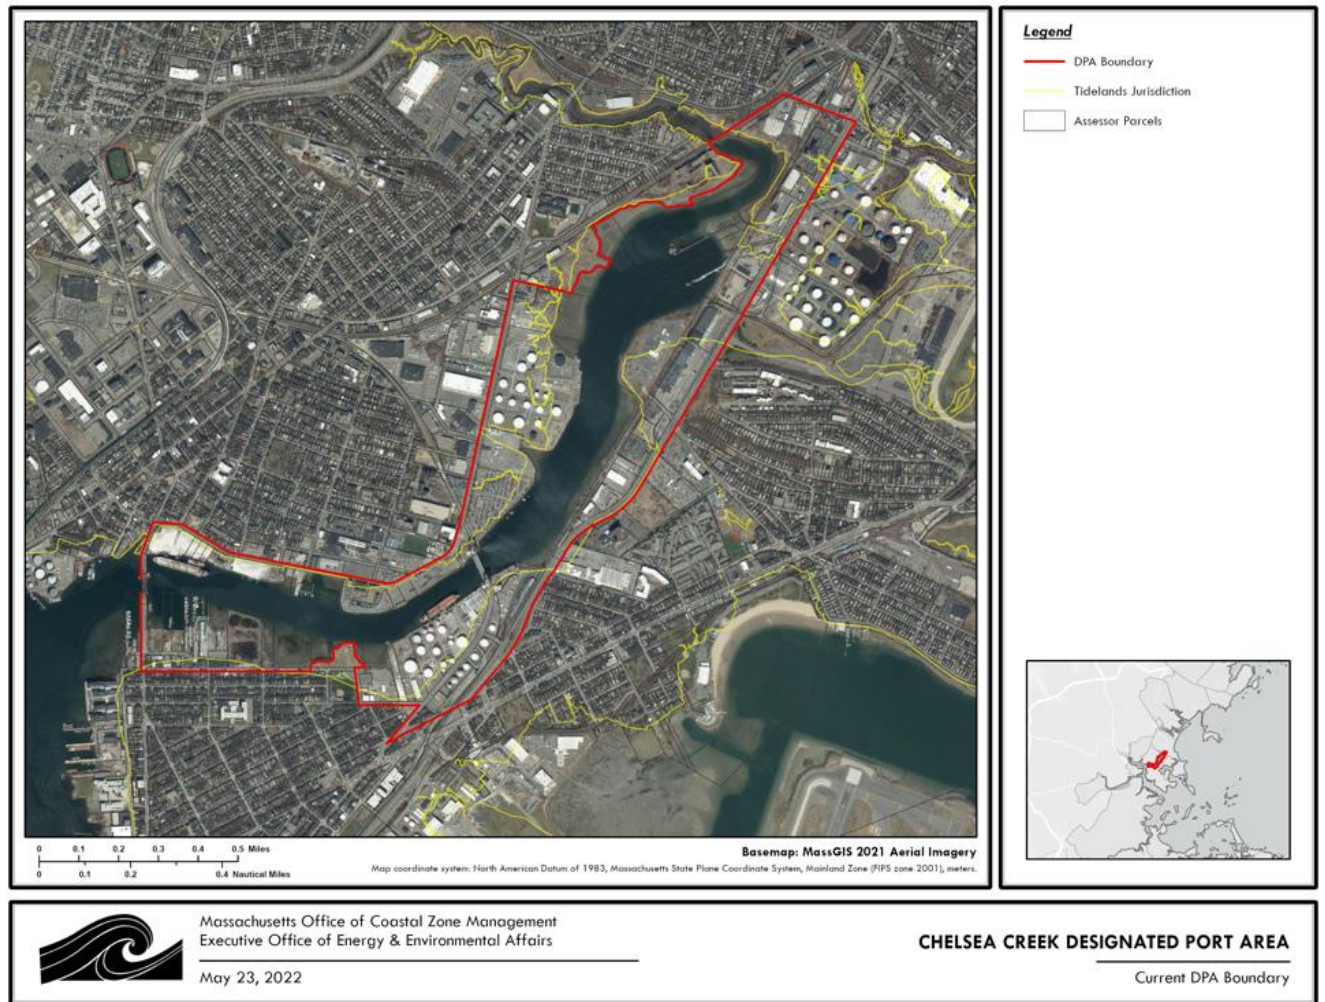 Legend
DPA Boundary
Tidelands Jurisdiction
Assessor Parcels
0 0.1 0.2 0.3 0.4 0.5 Miles
0 0.1 0.2 0.4 Nautical Miles
Basemap: MassGIS 2021 Aerial Imagery
Map coordinate system: North American Datum of 1983, Massachusetts State Plane Coordinate System, Mainland Zone (FIPS zone 2001), meters.
Massachusetts Office of Coastal Zone Management
Executive Office of Energy & Environmental Affairs
May 23, 2022
CHELSEA CREEK DESIGNATED PORT AREA
Current DPA Boundary